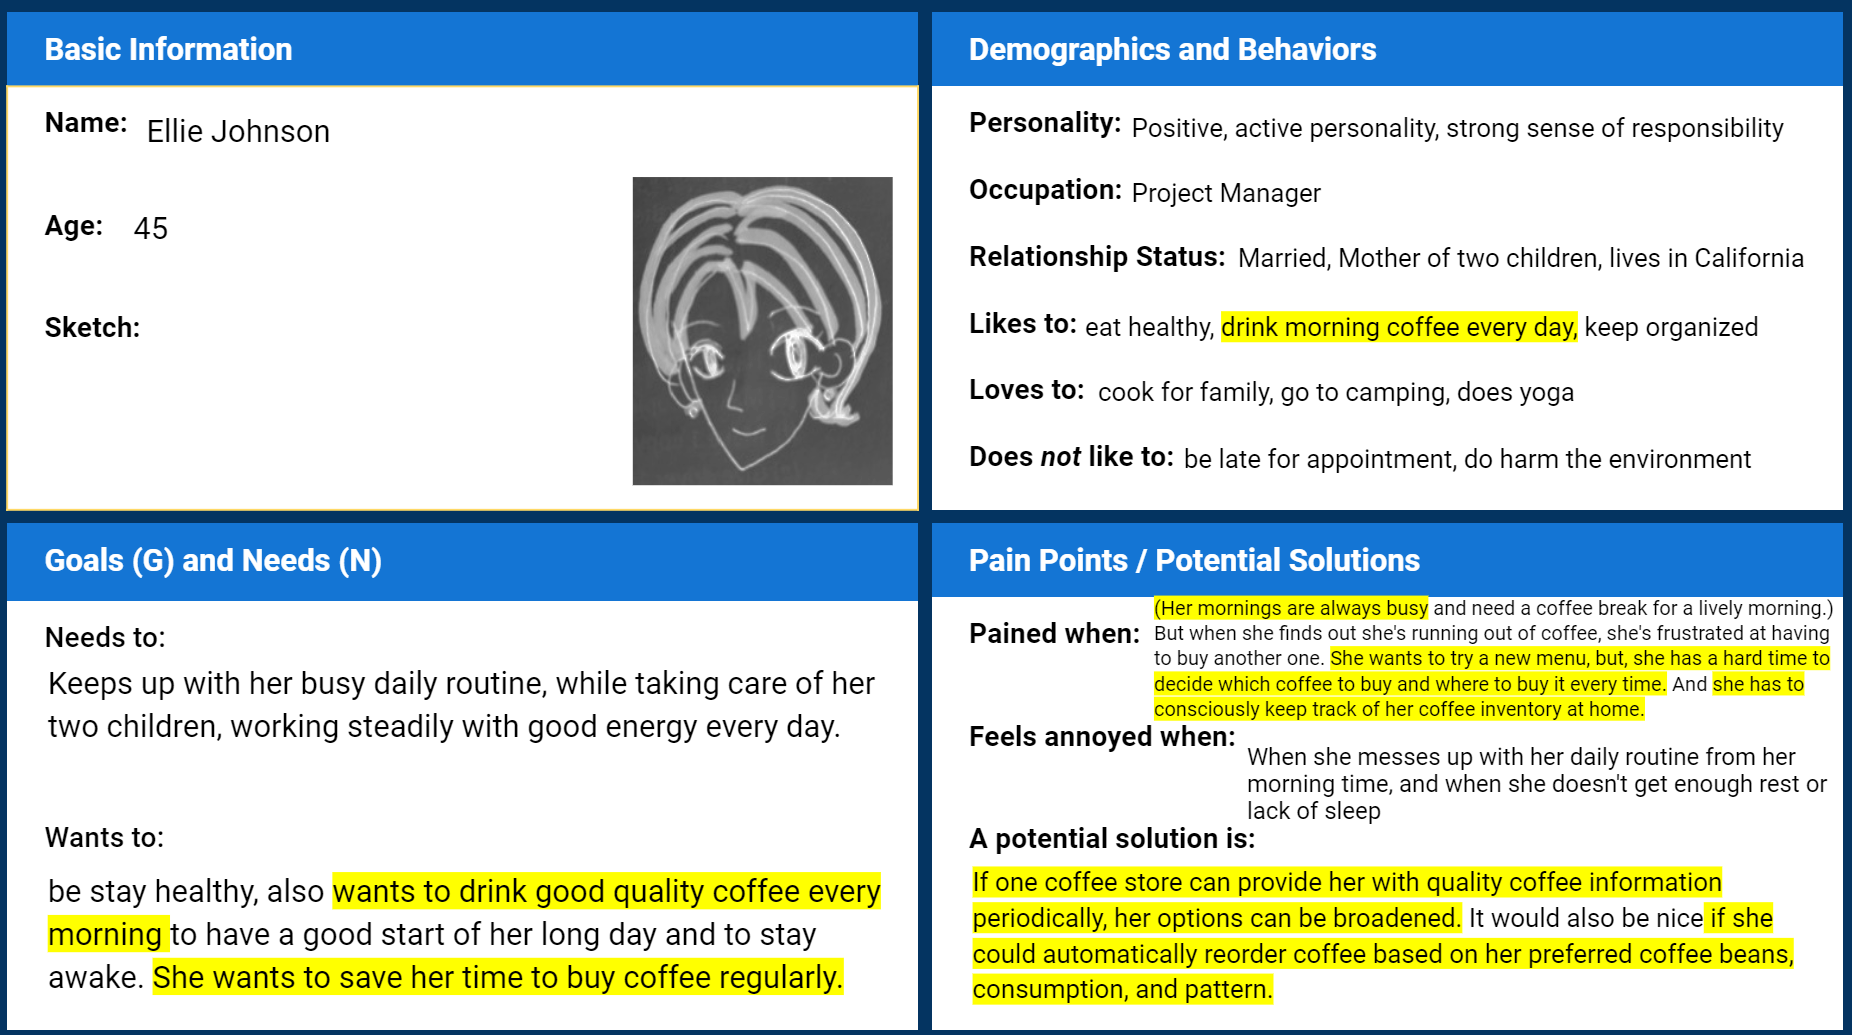 Basic Information
Name: Ellie Johnson
Age: 45
Sketch:
Demographics and Behaviors
Personality: Positive, active personality, strong sense of responsibility
Occupation: Project Manager
Relationship Status: Married, Mother of two children, lives in California
Likes to: eat healthy, drink morning coffee every day, keep organized
Loves to: cook for family, go to camping, does yoga
Does not like to: be late for appointment, do harm the environment
Goals (G) and Needs (N)
Needs to:
Keeps up with her busy daily routine, while taking care of her
two children, working steadily with good energy every day.
Wants to:
be stay healthy, also wants to drink good quality coffee every
morning to have a good start of her long day and to stay
awake. She wants to save her time to buy coffee regularly.
Pain Points / Potential Solutions
Pained when:
(Her mornings are always busy and need a coffee break for a lively morning.)
But when she finds out she's running out of coffee, she's frustrated at having
to buy another one. She wants to try a new menu, but, she has a hard time to
decide which coffee to buy and where to buy it every time. And she has to
consciously keep track of her coffee inventory at home.
Feels annoyed when:
When she messes up with her daily routine from her
morning time, and when she doesn't get enough rest or
lack of sleep
A potential solution is:
If one coffee store can provide her with quality coffee information
periodically, her options can be broadened. It would also be nice if she
could automatically reorder coffee based on her preferred coffee beans,
consumption, and pattern.